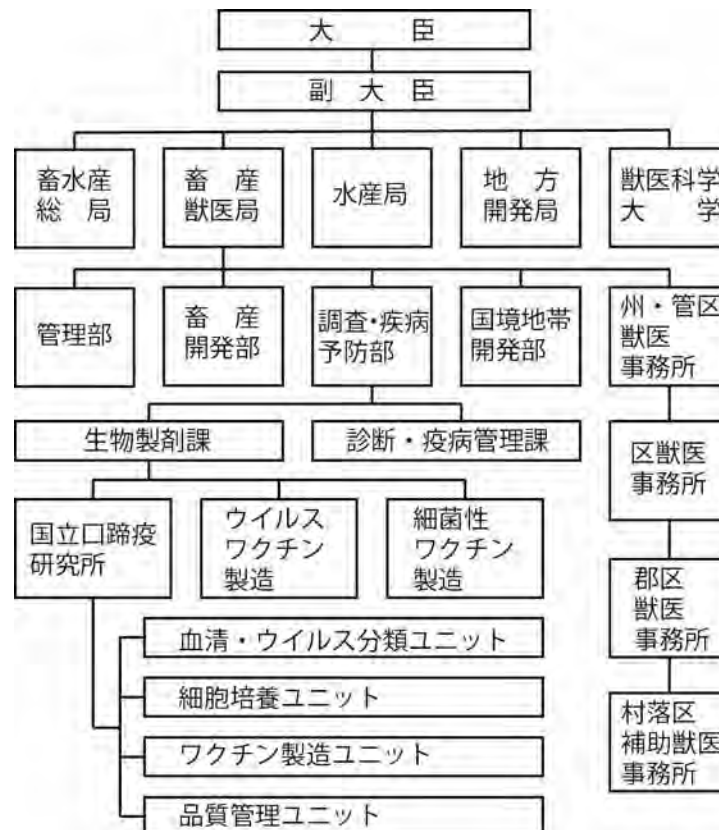 大　臣
副　大　臣
畜水産
総　局
畜　産
獣医局
水産局
地　方
開発局
獣医科学
大　学
管理部
畜　産
開発部
調査・疾病
予防部
国境地帯
開発部
州・管区
獣医
事務所
生物製剤課
診断・疫病管理課
区獣医
事務所
国立口蹄疫
研究所
ウイルス
ワクチン
製造
細菌性
ワクチン
製造
郡区
獣医
事務所
血清・ウイルス分類ユニット
細胞培養ユニット
ワクチン製造ユニット
品質管理ユニット
村落区
補助獣医
事務所